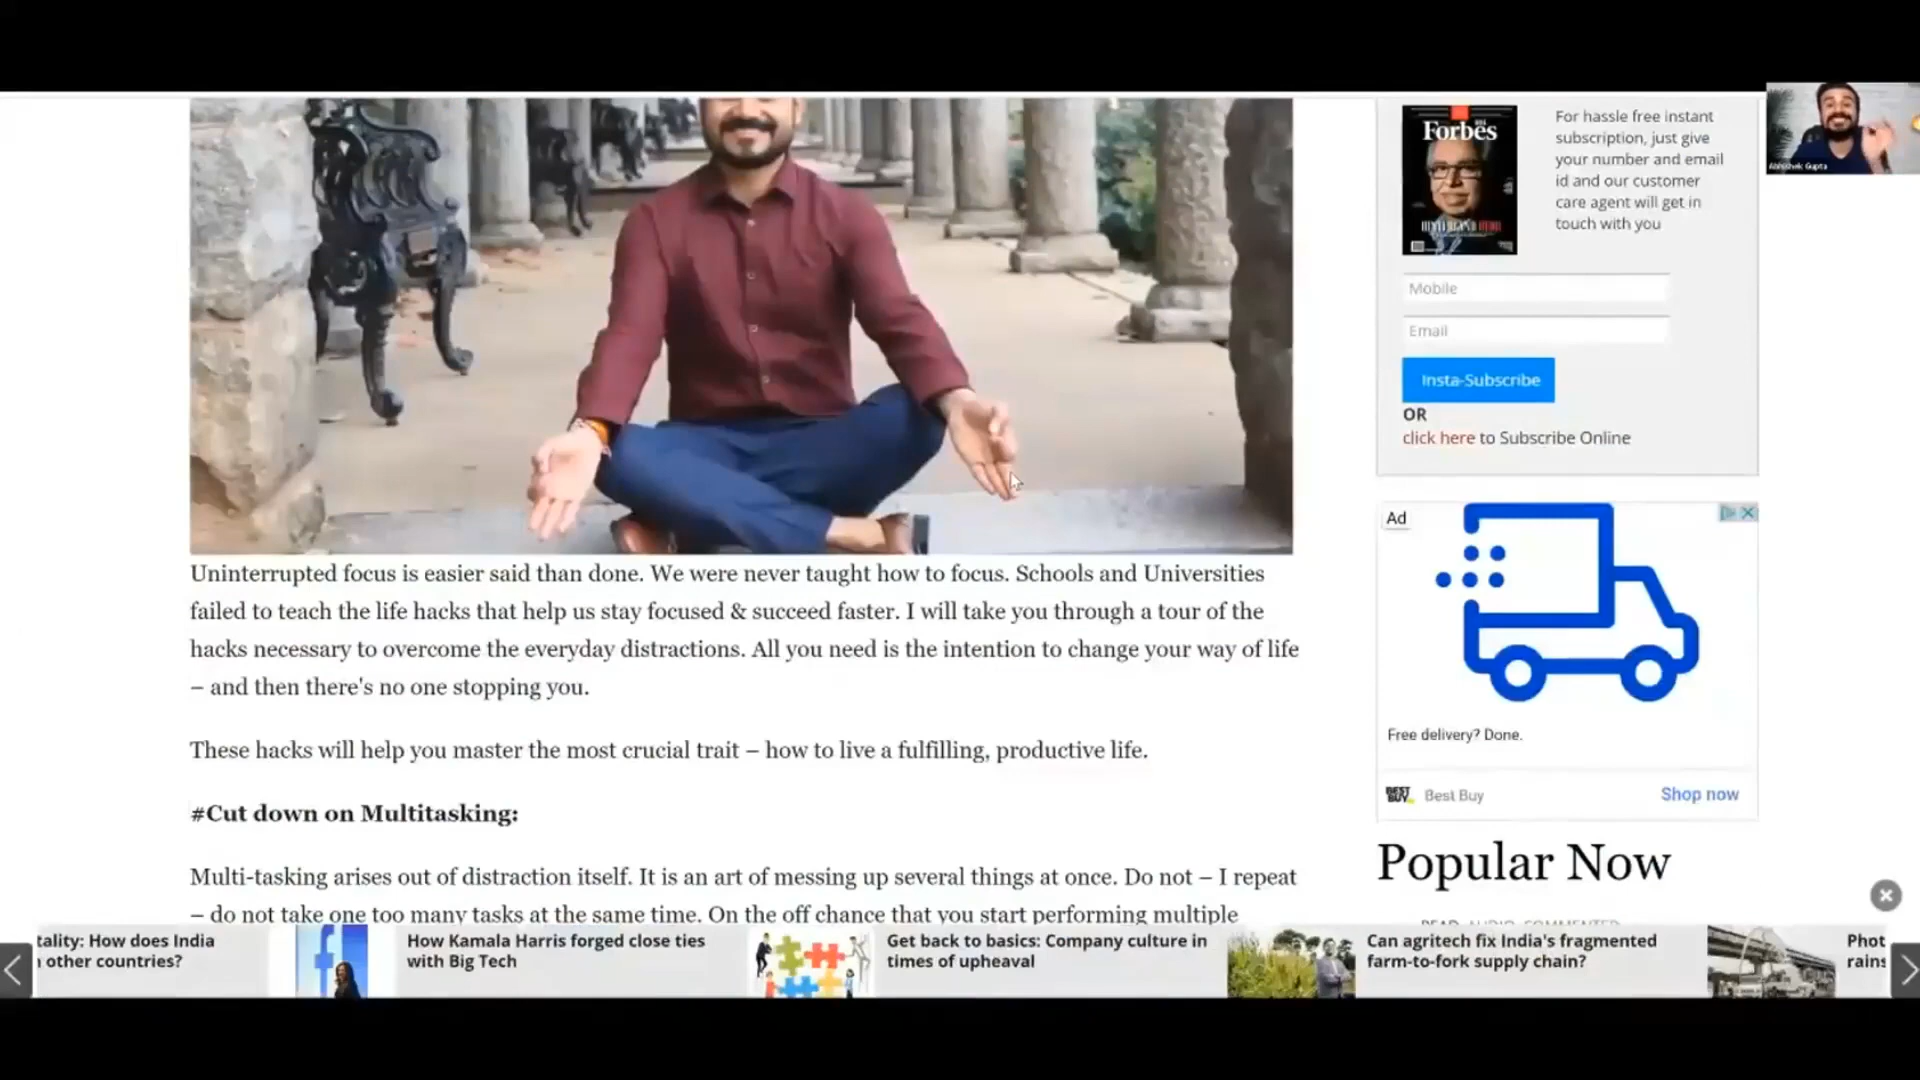 Forbes
For hassle free instant
subscription, just give
your number and email
id and our customer
care agent will get in
touch with you
Abhishek Gupta
Mobile
Email
Insta-Subscribe
OR
click here to Subscribe Online
Uninterrupted focus is easier said than done. We were never taught how to focus. Schools and Universities
failed to teach the life hacks that help us stay focused & succeed faster. I will take you through a tour of the
hacks necessary to overcome the everyday distractions. All you need is the intention to change your way of life
– and then there's no one stopping you.
These hacks will help you master the most crucial trait – how to live a fulfilling, productive life.
#Cut down on Multitasking:
Multi-tasking arises out of distraction itself. It is an art of messing up several things at once. Do not – I repeat
– do not take one too many tasks at the same time. On the off chance that you start performing multiple
Ad
Free delivery? Done.
BEST BUY
Best Buy
Shop now
Popular Now
READ AUDIO COMMENTED
tality: How does India
other countries?
How Kamala Harris forged close ties
with Big Tech
Get back to basics: Company culture in
times of upheaval
Can agritech fix India's fragmented
farm-to-fork supply chain?
Phot
rains